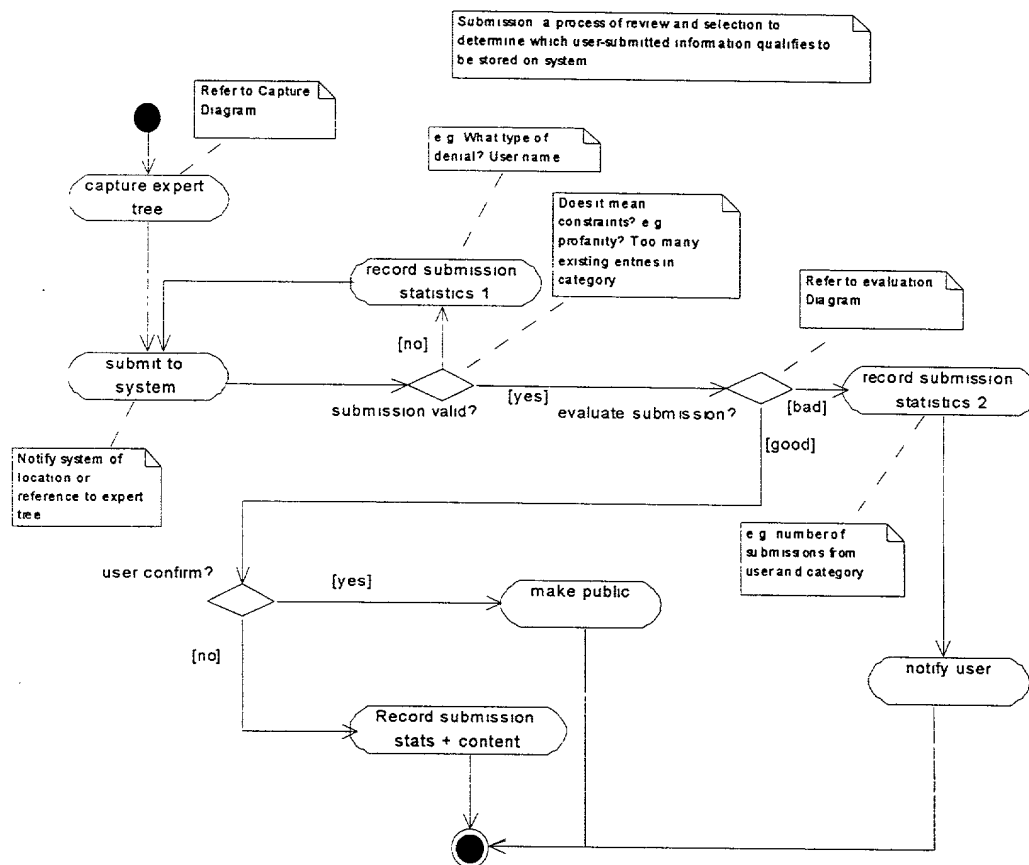 Submission a process of review and selection to
determine which user-submitted information qualifies to
be stored on system
Refer to Capture
Diagram
e g What type of
denial? User name
capture expert
tree
Does it mean
constraints? e g
profanity? Too many
existing entries in
category
record submission
statistics 1
Refer to evaluation
Diagram
[no]
submit to
system
submission valid?
[yes]
evaluate submission?
[bad]
record submission
statistics 2
[good]
Notify system of
location or
reference to expert
tree
e g number of
submissions from
user and category
user confirm?
[yes]
make public
[no]
notify user
Record submission
stats + content